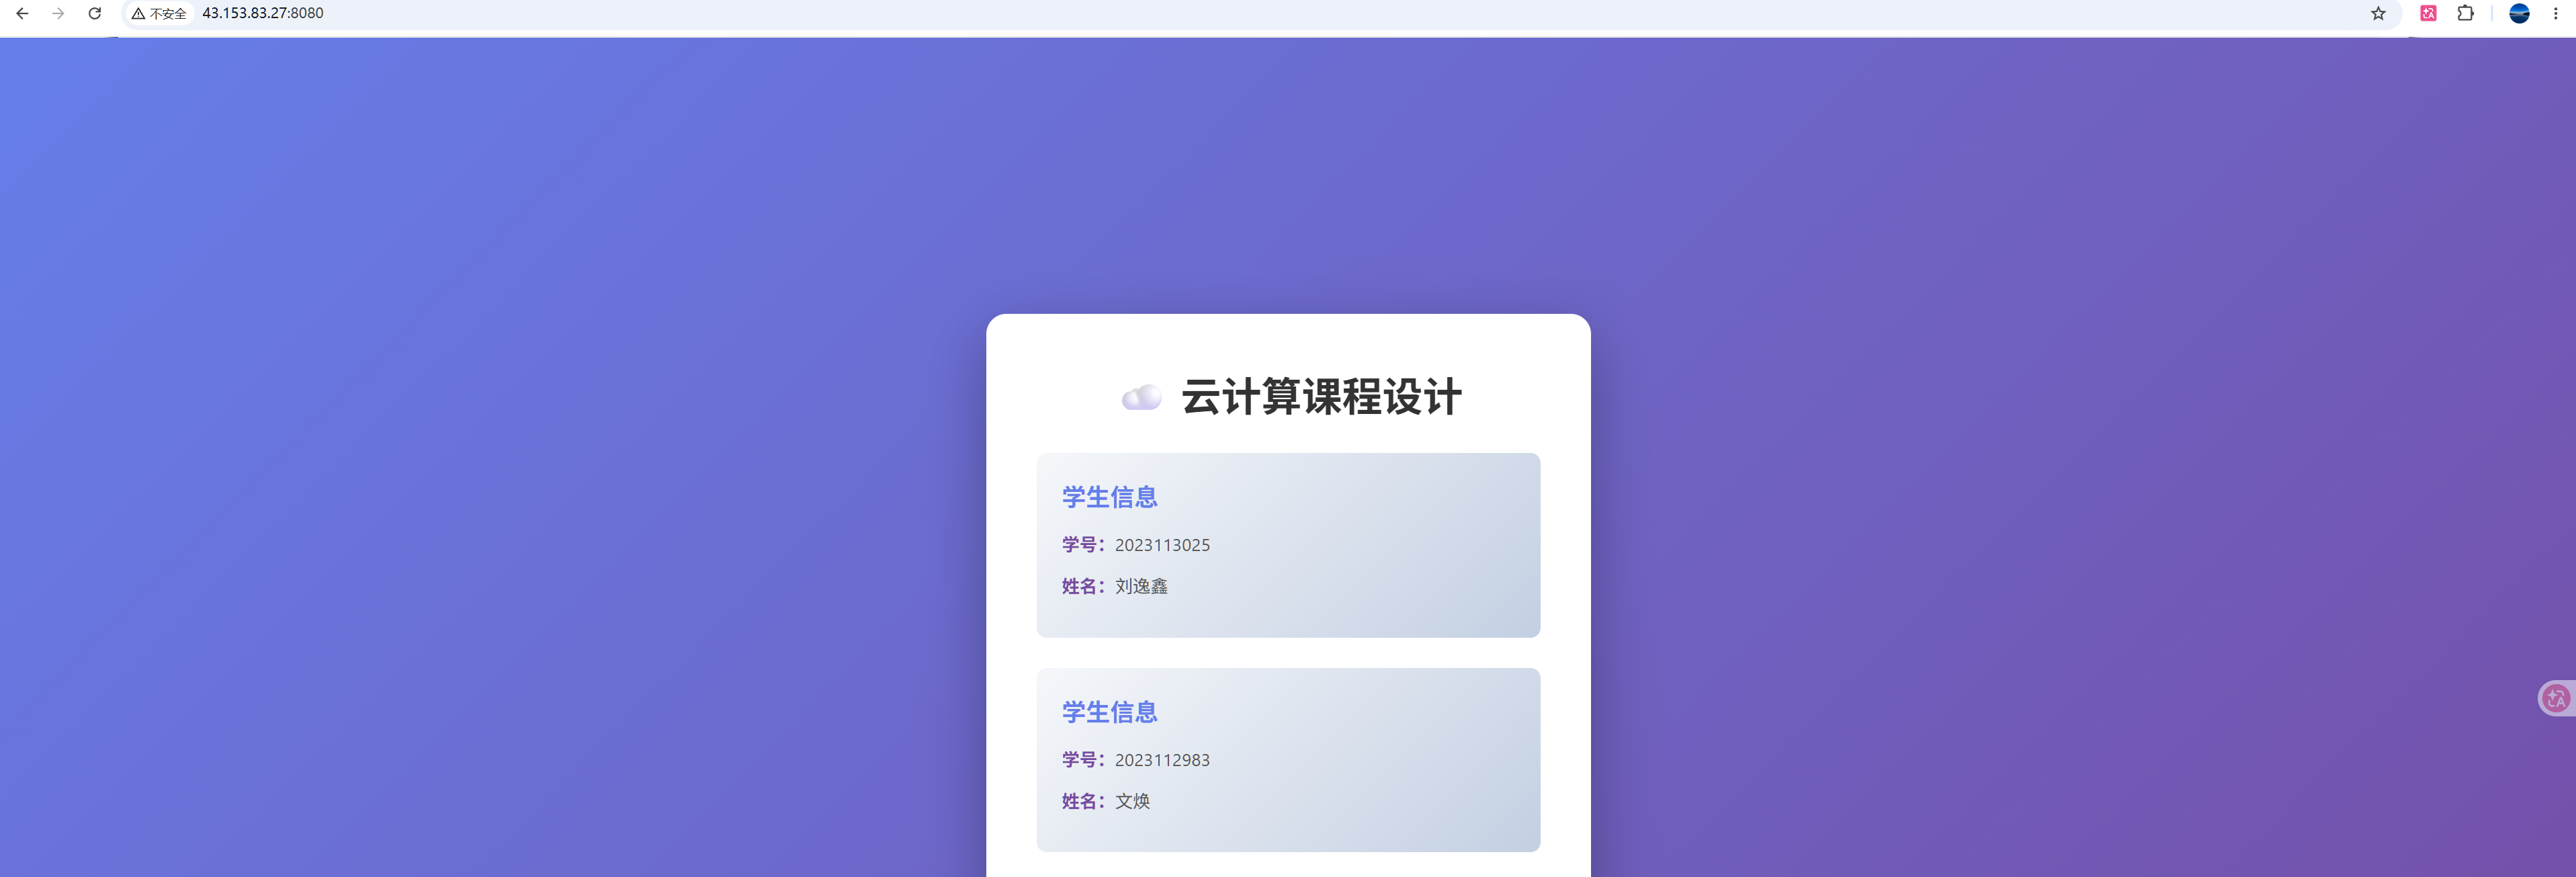 不安全 43.153.83.27:8080
云计算课程设计
学生信息
学号：2023113025
姓名：刘逸鑫
学生信息
学号：2023112983
姓名：文焕